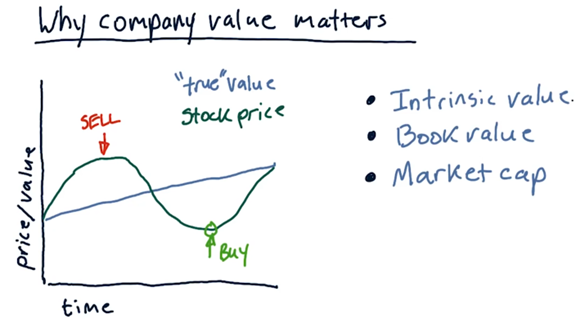 Why company value matters
"true" value
Stock price
SELL
BUY
price/value
time
• Intrinsic value.
• Book value
• Market cap